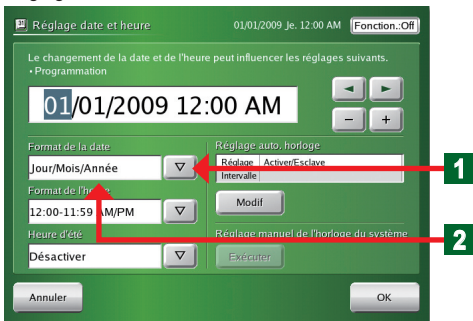 Réglage date et heure 01/01/2009 Je. 12:00 AM Fonction.:Off
Le changement de la date et de l'heure peut influencer les réglages suivants.
• Programmation
01/01/2009 12:00 AM
◄ ►
− +
Format de la date
Jour/Mois/Année
Format de l'heure
12:00-11:59 AM/PM
Heure d'été
Désactiver
Réglage auto. horloge
Réglage Activer/Esclave
Intervalle
Modif
Réglage manuel de l'horloge du système
Exécuter
1
2
Annuler OK